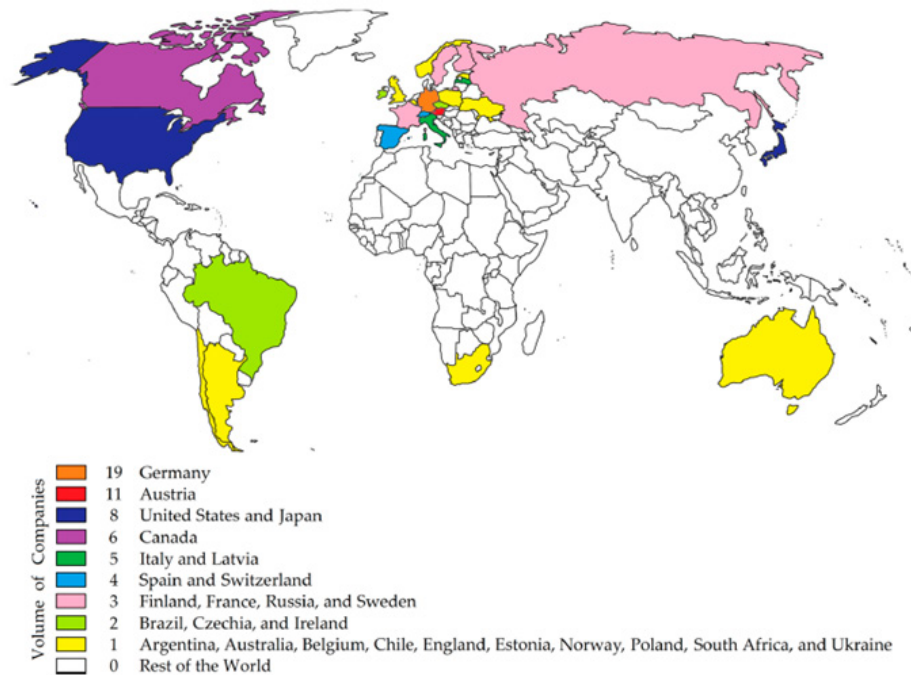 Volume of Companies
19 Germany
11 Austria
8 United States and Japan
6 Canada
5 Italy and Latvia
4 Spain and Switzerland
3 Finland, France, Russia, and Sweden
2 Brazil, Czechia, and Ireland
1 Argentina, Australia, Belgium, Chile, England, Estonia, Norway, Poland, South Africa, and Ukraine
0 Rest of the World